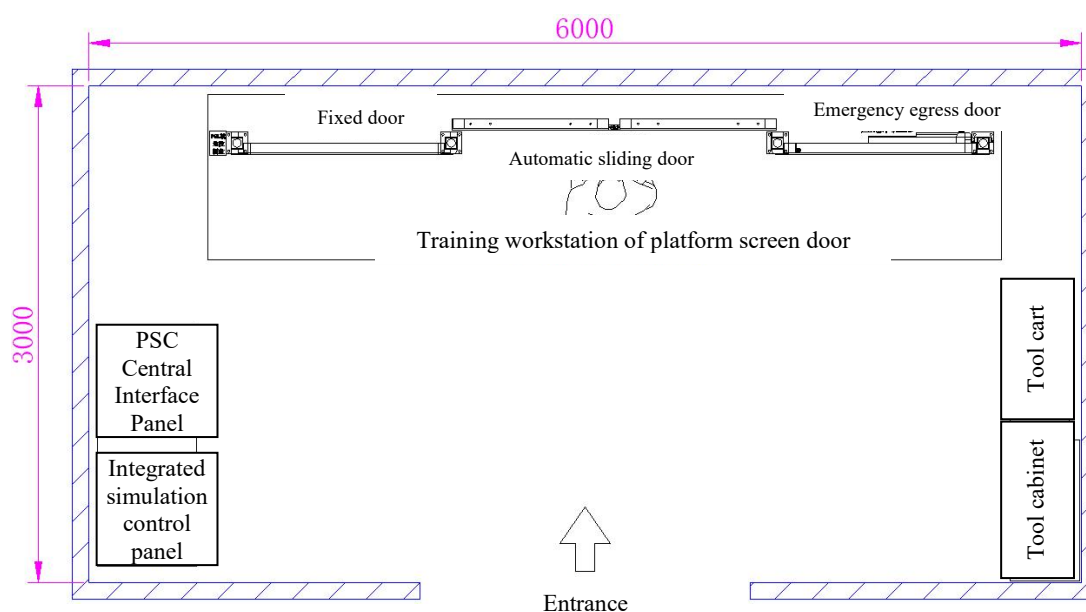 6000
Fixed door
Emergency egress door
Automatic sliding door
Training workstation of platform screen door
3000
PSC
Central
Interface
Panel
Tool cart
Integrated
simulation
control
panel
Tool cabinet
Entrance